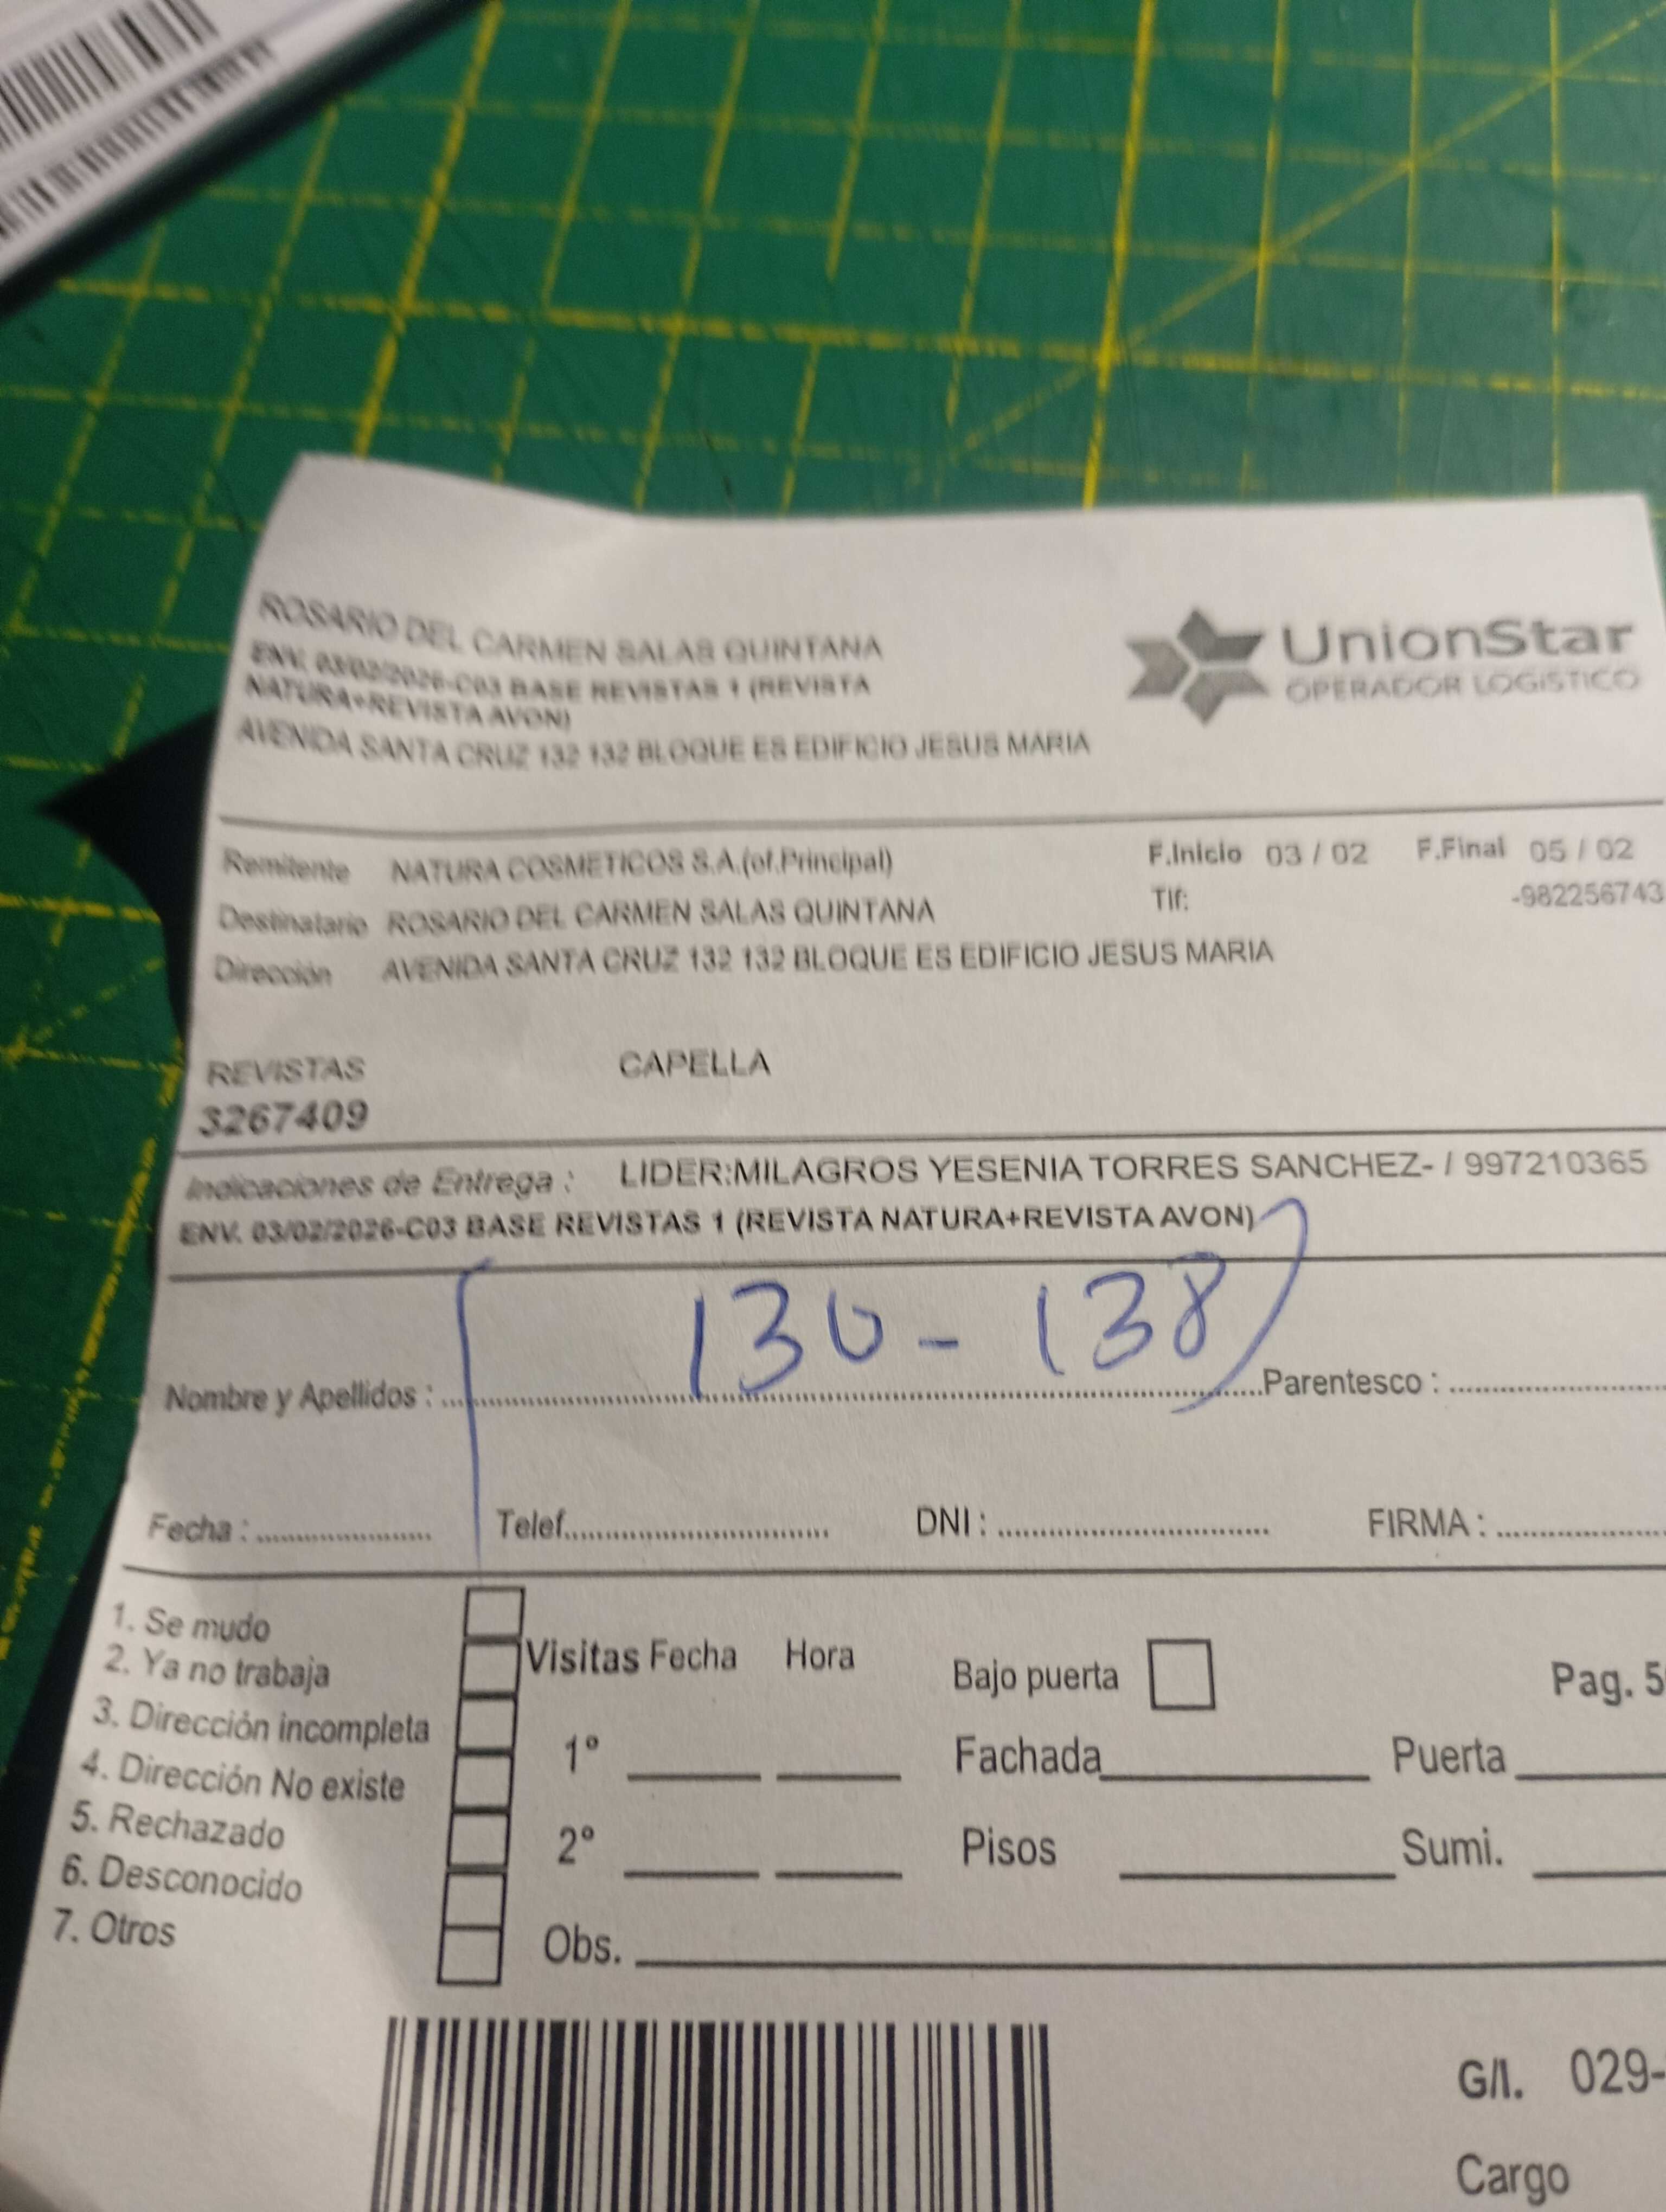 ROSARIO DEL CARMEN SALAS QUINTANA
ENV. 03/02/2026-C03 BASE REVISTAS 1 (REVISTA
NATURA+REVISTA AVON)
AVENIDA SANTA CRUZ 132 132 BLOQUE ES EDIFICIO JESUS MARIA
UnionStar
OPERADOR LOGISTICO
Remitente NATURA COSMETICOS S.A.(of.Principal) F.Inicio 03 / 02 F.Final 05 / 02
Destinatario ROSARIO DEL CARMEN SALAS QUINTANA Tlf: -982256743
Dirección AVENIDA SANTA CRUZ 132 132 BLOQUE ES EDIFICIO JESUS MARIA
REVISTAS CAPELLA
3267409
Indicaciones de Entrega : LIDER:MILAGROS YESENIA TORRES SANCHEZ- / 997210365
ENV. 03/02/2026-C03 BASE REVISTAS 1 (REVISTA NATURA+REVISTA AVON)
130 - 138
Nombre y Apellidos : Parentesco :
Fecha : Telef. DNI : FIRMA :
1. Se mudo
2. Ya no trabaja
3. Dirección incompleta
4. Dirección No existe
5. Rechazado
6. Desconocido
7. Otros
Visitas Fecha Hora
1º
2º
Obs.
Bajo puerta Pag. 5
Fachada Puerta
Pisos Sumi.
G/I. 029-
Cargo